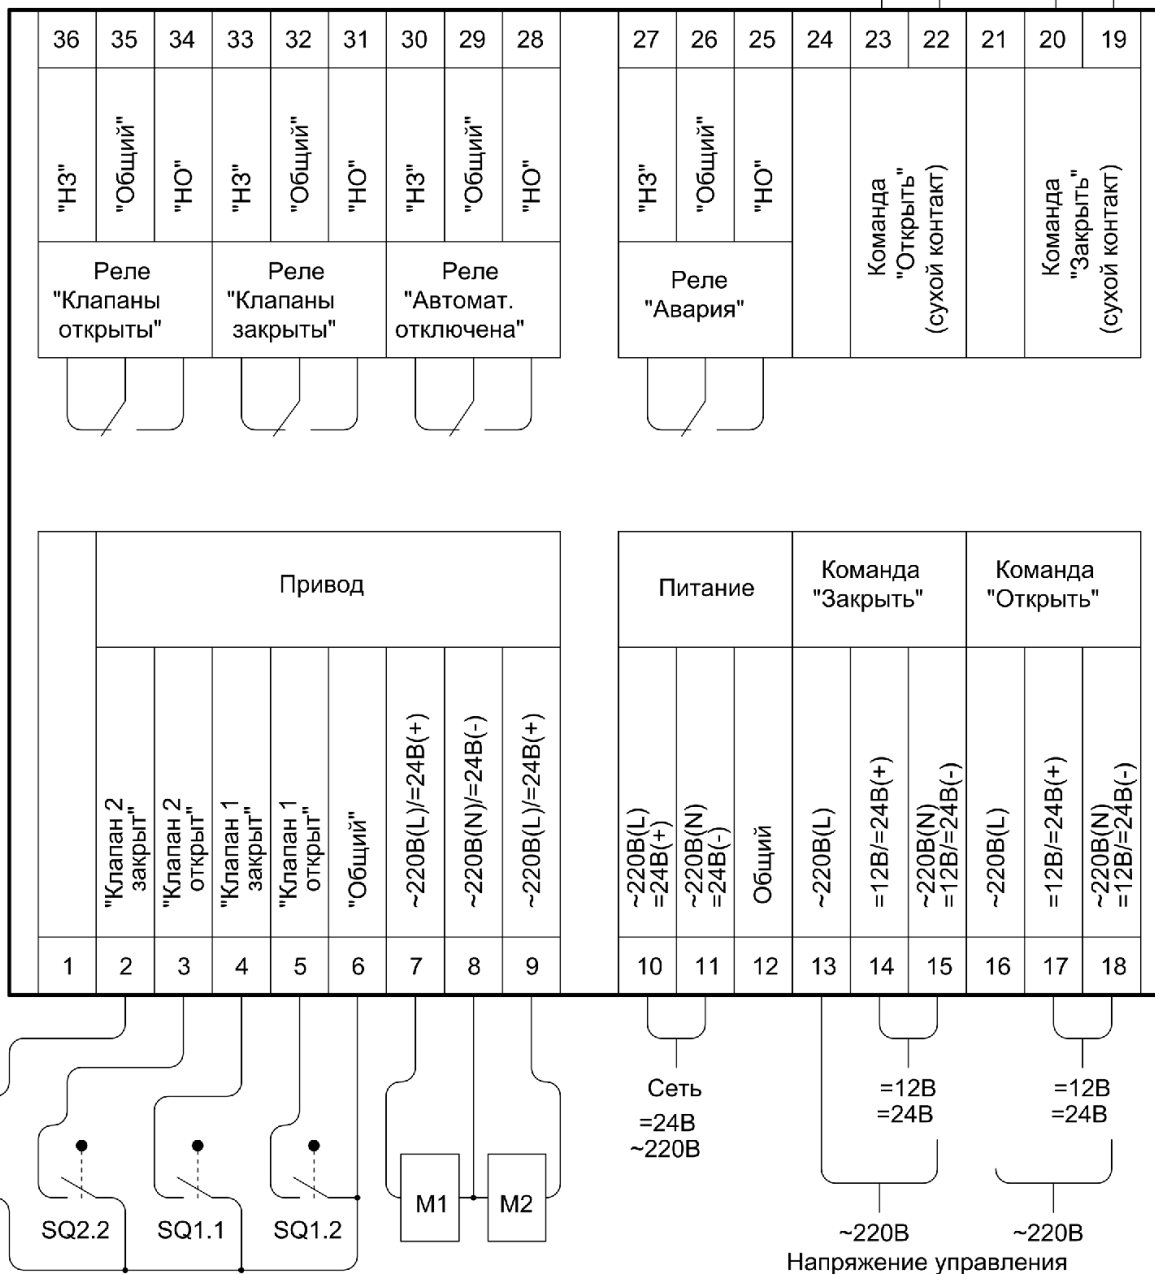 36 35 34 33 32 31 30 29 28 27 26 25 24 23 22 21 20 19
"НЗ"
"Общий"
"НО"
"НЗ"
"Общий"
"НО"
"НЗ"
"Общий"
"НО"
"НЗ"
"Общий"
"НО"
Команда
"Открыть"
(сухой контакт)
Команда
"Закрыть"
(сухой контакт)
Реле
"Клапаны
открыты"
Реле
"Клапаны
закрыты"
Реле
"Автомат.
отключена"
Реле
"Авария"
Привод
Питание
Команда
"Закрыть"
Команда
"Открыть"
"Клапан 2
закрыт"
"Клапан 2
открыт"
"Клапан 1
закрыт"
"Клапан 1
открыт"
"Общий"
~220В(L)/=24В(+)
~220В(N)/=24В(-)
~220В(L)/=24В(+)
~220В(L)
=24В(+)
~220В(N)
=24В(-)
Общий
~220В(L)
=12В/=24В(+)
~220В(N)
=12В/=24В(-)
~220В(L)
=12В/=24В(+)
~220В(N)
=12В/=24В(-)
1 2 3 4 5 6 7 8 9 10 11 12 13 14 15 16 17 18
Сеть
=24В
~220В
=12В
=24В
=12В
=24В
SQ2.2
SQ1.1
SQ1.2
М1
М2
~220В
~220В
Напряжение управления